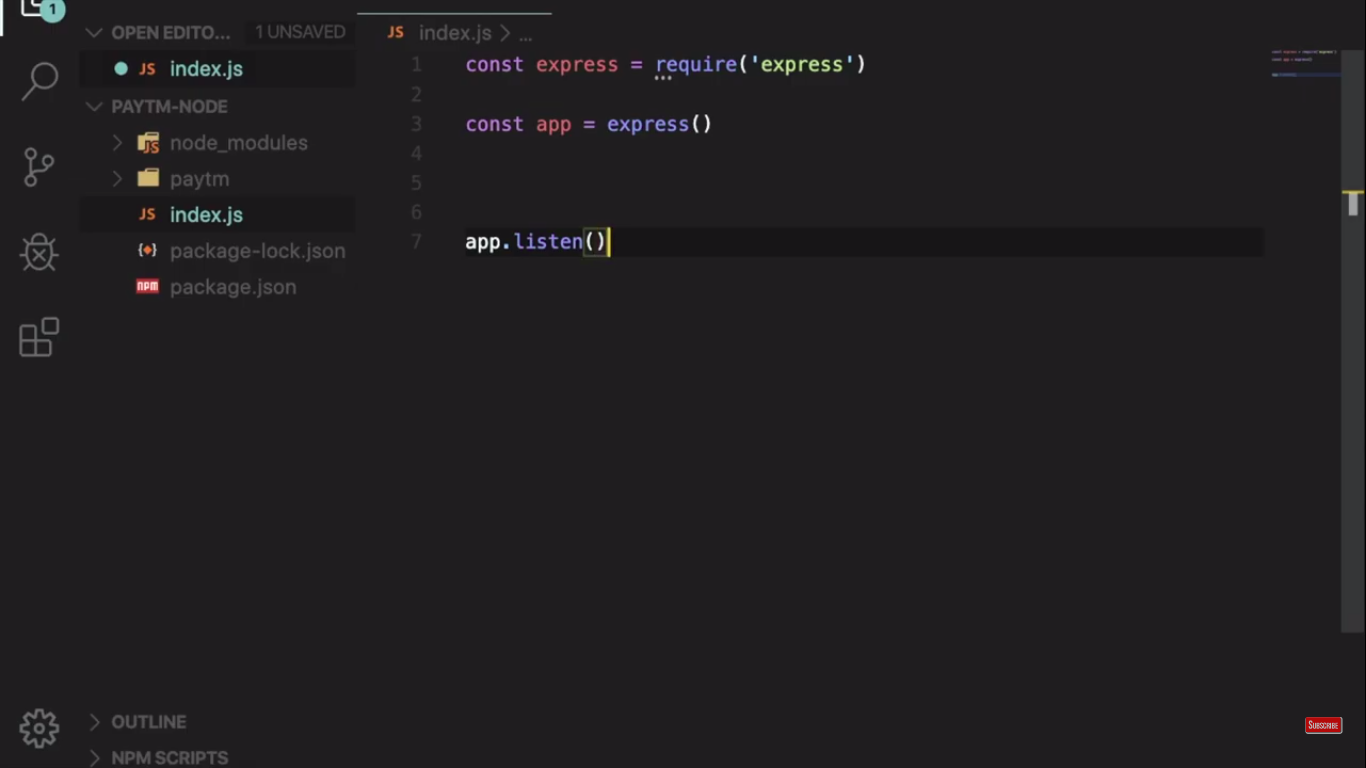 1
OPEN EDITO... 1 UNSAVED
JS index.js
PAYTM-NODE
JS node_modules
paytm
JS index.js
package-lock.json
npm package.json
OUTLINE
NPM SCRIPTS
JS index.js > ...
1 const express = require('express')
2
3 const app = express()
4
5
6
7 app.listen()
SUBSCRIBE